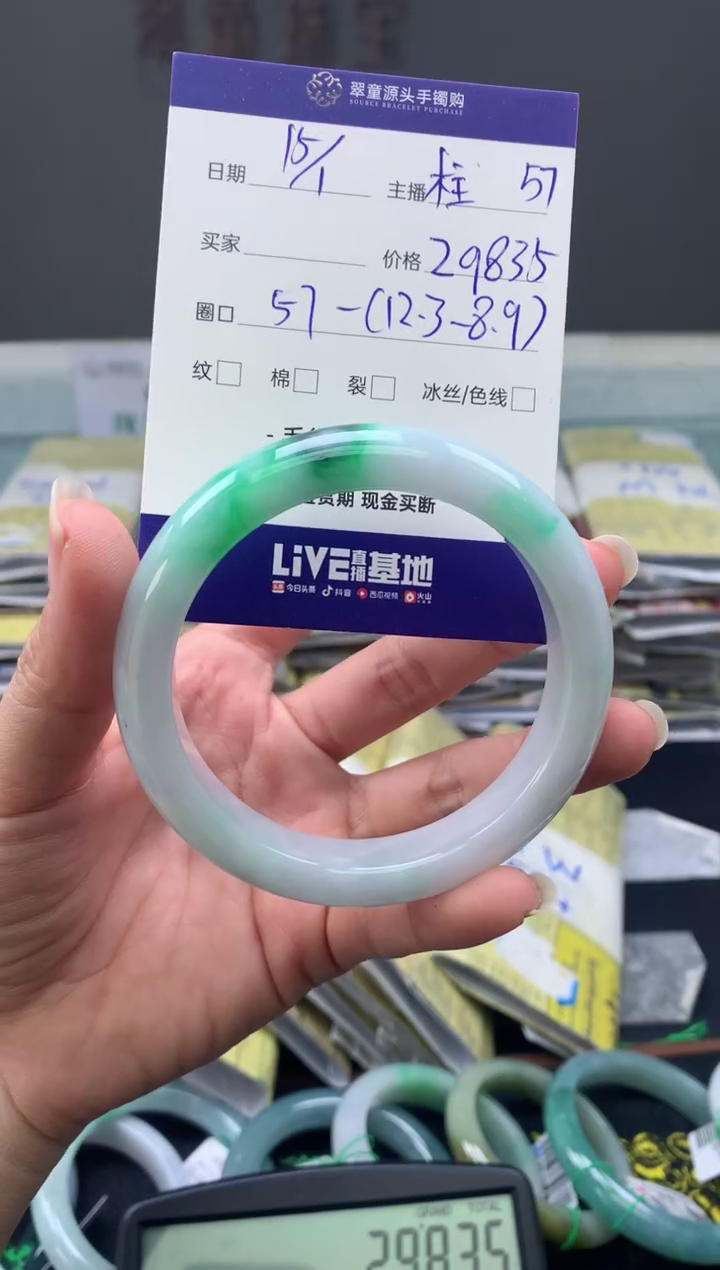 翠童源头手镯购
SOURCE BRACELET PURCHASE
日期 15/1 主播 桂 57
买家 价格 29835
圈口 57-(12.3-8.9)
纹 棉 裂 冰丝/色线
货期 现金买断
LiVE直播基地
今日头条 抖音 西瓜视频 火山
GRAND TOTAL
29835